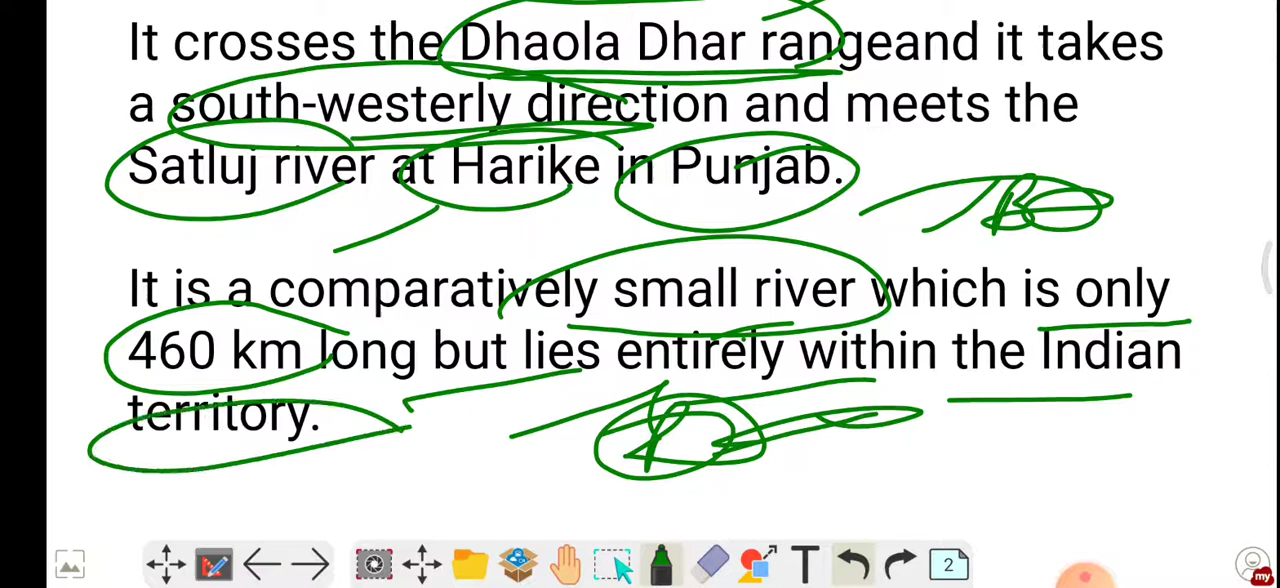 It crosses the Dhaola Dhar rangeand it takes
a south-westerly direction and meets the
Satluj river at Harike in Punjab.
It is a comparatively small river which is only
460 km long but lies entirely within the Indian
territory.
T
2
my